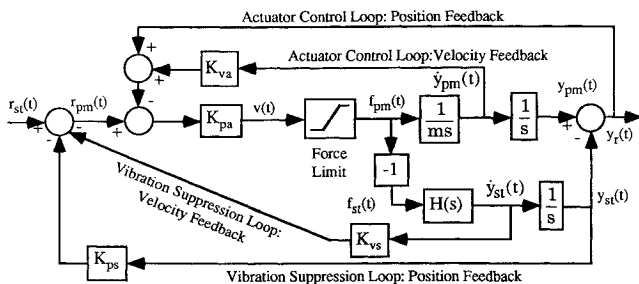 Actuator Control Loop: Position Feedback
+
+
K_va
Actuator Control Loop:Velocity Feedback
ẏ_pm(t)
y_pm(t)
r_st(t)
+
-
-
r_pm(t)
+
-
K_pa
v(t)
f_pm(t)
1
ms
1
s
+
-
y_r(t)
Force
Limit
-1
f_st(t)
H(s)
ẏ_st(t)
1
s
y_st(t)
Vibration Suppression Loop:
Velocity Feedback
K_vs
K_ps
Vibration Suppression Loop: Position Feedback